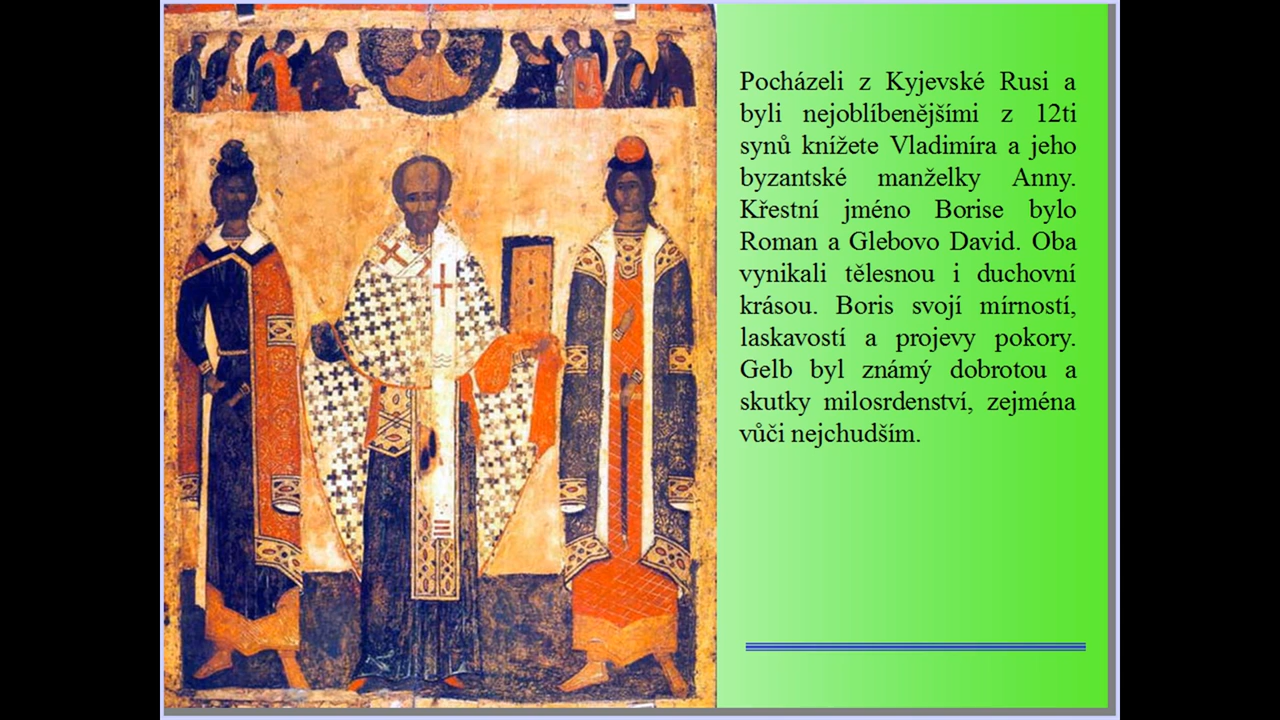 Pocházeli z Kyjevské Rusi a
byli nejoblíbenějšími z 12ti
synů knížete Vladimíra a jeho
byzantské manželky Anny.
Křestní jméno Borise bylo
Roman a Glebovo David. Oba
vynikali tělesnou i duchovní
krásou. Boris svojí mírností,
laskavostí a projevy pokory.
Gelb byl známý dobrotou a
skutky milosrdenství, zejména
vůči nejchudším.